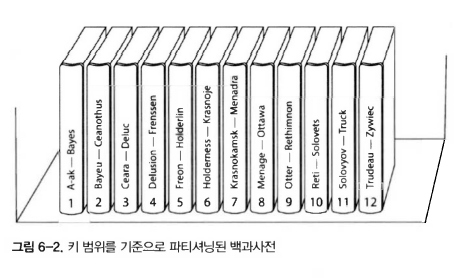 A-ak — Bayes
1
Bayeu — Ceanothus
2
Ceara — Deluc
3
Delusion — Frenssen
4
Freon — Holderlin
5
Holderness — Krasnoje
6
Krasnokamsk — Menadra
7
Menage — Ottawa
8
Otter — Rethimnon
9
Reti — Solovets
10
Solovyov — Truck
11
Trudeau — Zywiec
12
그림 6-2. 키 범위를 기준으로 파티셔닝된 백과사전